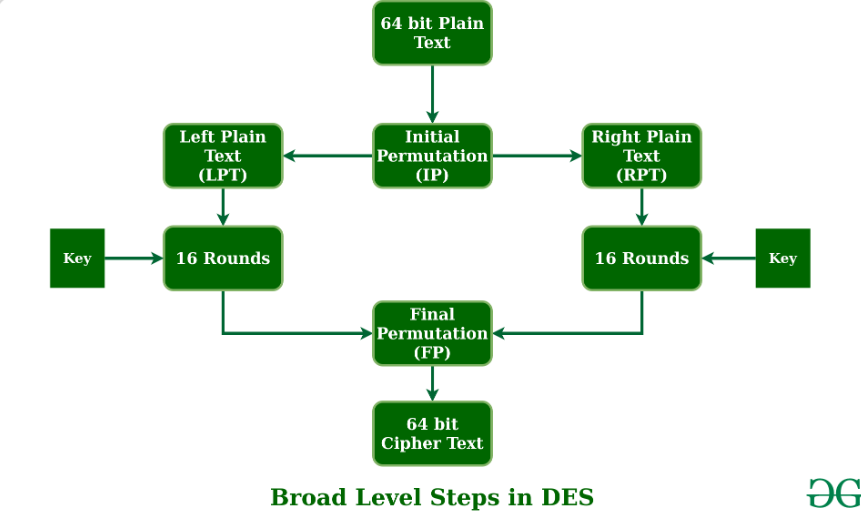 64 bit Plain
Text
Left Plain
Text
(LPT)
Initial
Permutation
(IP)
Right Plain
Text
(RPT)
Key
16 Rounds
16 Rounds
Key
Final
Permutation
(FP)
64 bit
Cipher Text
Broad Level Steps in DES